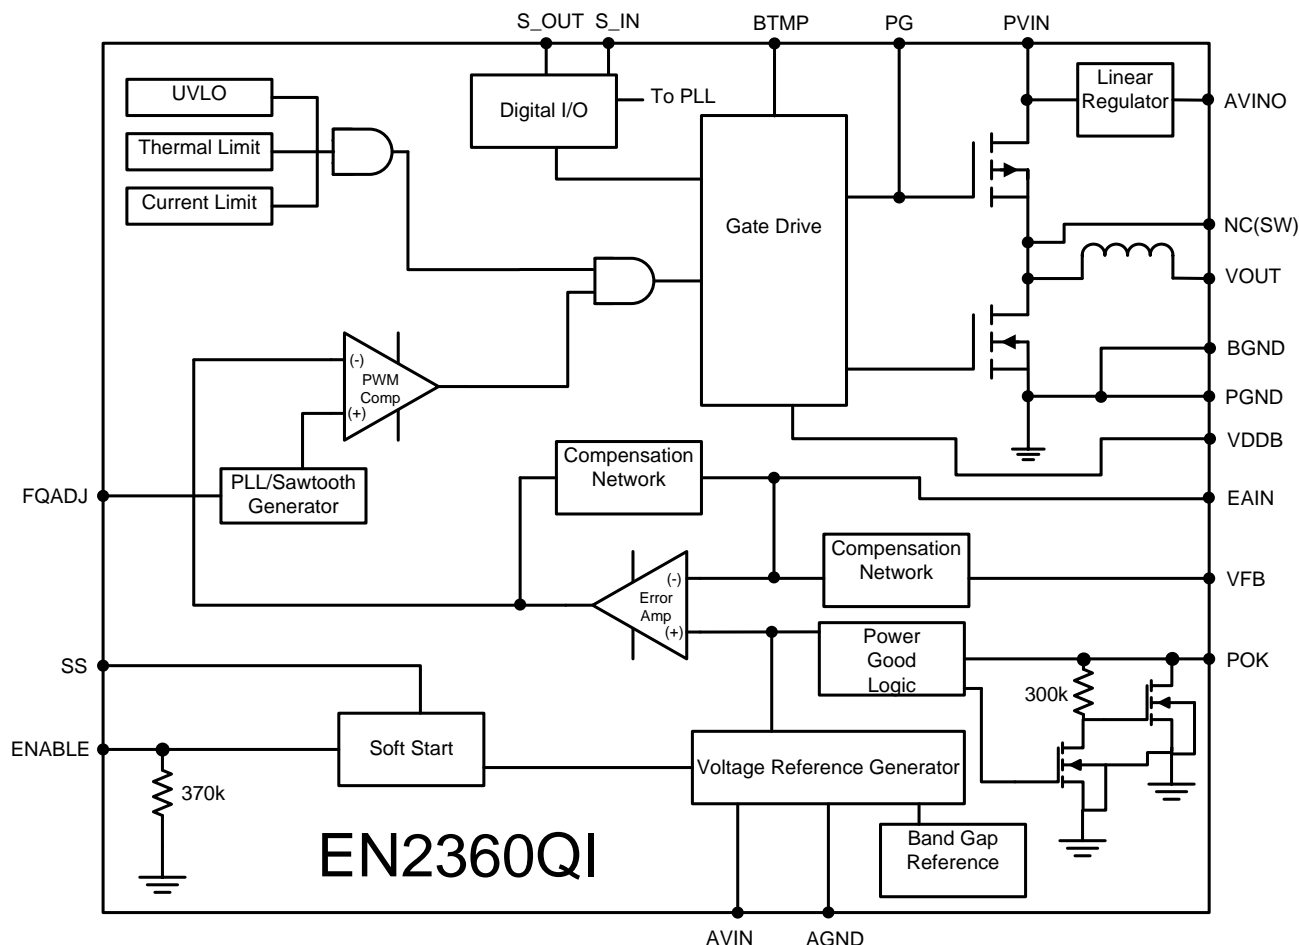 S_OUT
S_IN
BTMP
PG
PVIN
UVLO
Thermal Limit
Current Limit
Digital I/O
To PLL
Gate Drive
Linear
Regulator
AVINO
NC(SW)
VOUT
BGND
PGND
VDDB
EAIN
VFB
POK
(-)
PWM
Comp
(+)
FQADJ
PLL/Sawtooth
Generator
Compensation
Network
Compensation
Network
(-)
Error
Amp
(+)
Power
Good
Logic
300k
SS
ENABLE
370k
Soft Start
Voltage Reference Generator
Band Gap
Reference
EN2360QI
AVIN
AGND